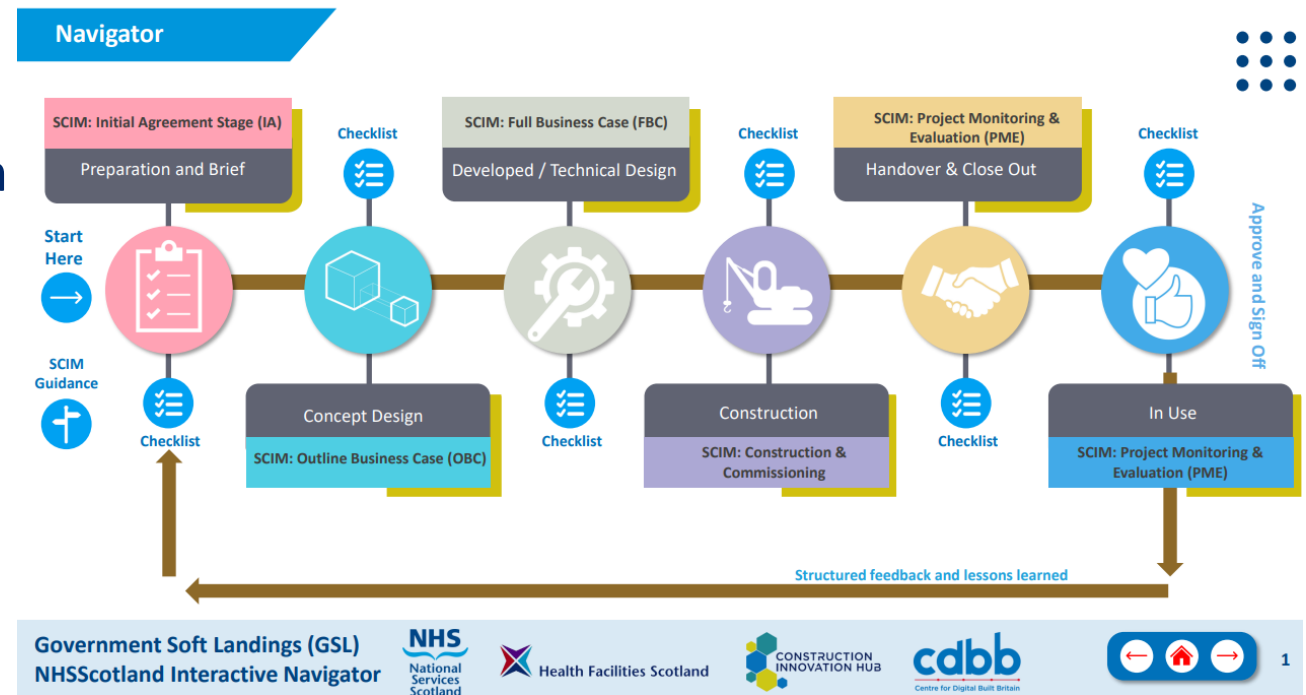 Navigator
SCIM: Initial Agreement Stage (IA)
Preparation and Brief
Checklist
SCIM: Full Business Case (FBC)
Developed / Technical Design
Checklist
SCIM: Project Monitoring &
Evaluation (PME)
Handover & Close Out
Checklist
Start
Here
Approve and Sign Off
SCIM
Guidance
Checklist
Concept Design
SCIM: Outline Business Case (OBC)
Checklist
Construction
SCIM: Construction &
Commissioning
Checklist
In Use
SCIM: Project Monitoring &
Evaluation (PME)
Structured feedback and lessons learned
Government Soft Landings (GSL)
NHSScotland Interactive Navigator
NHS
National
Services
Scotland
Health Facilities Scotland
CONSTRUCTION
INNOVATION HUB
cdbb
Centre for Digital Built Britain
1